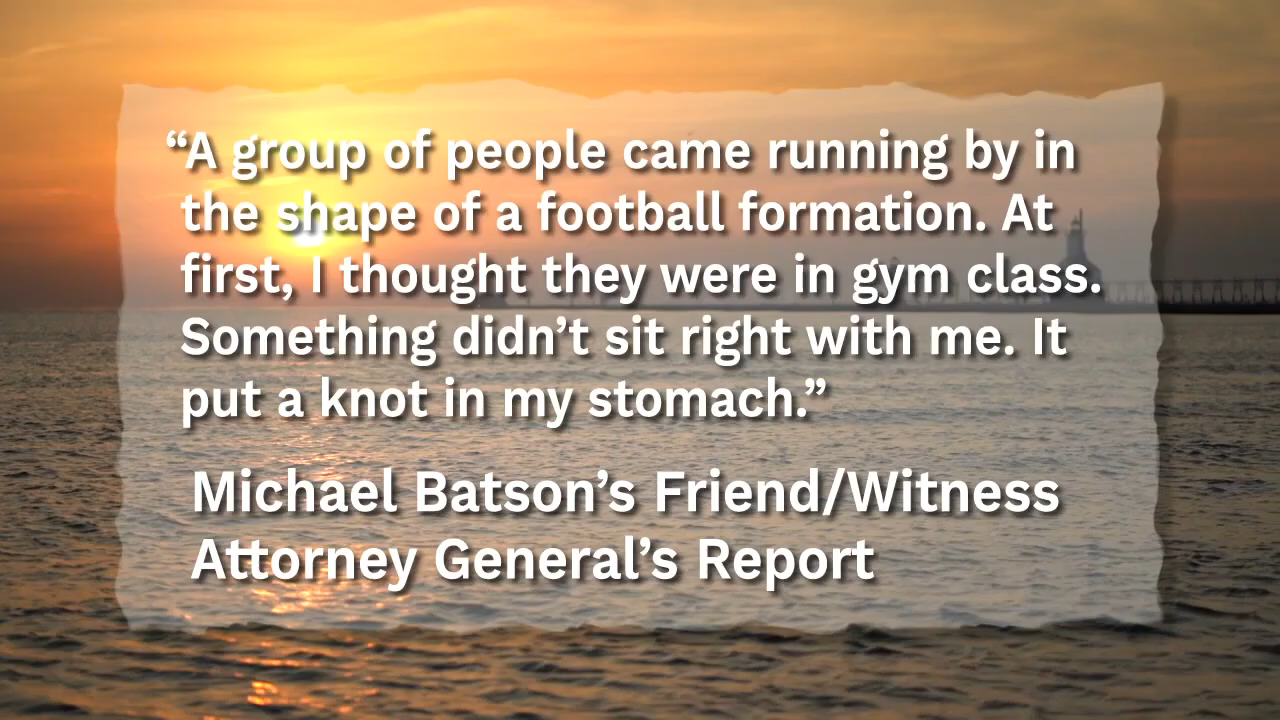 “A group of people came running by in
the shape of a football formation. At
first, I thought they were in gym class.
Something didn’t sit right with me. It
put a knot in my stomach.”
Michael Batson’s Friend/Witness
Attorney General’s Report